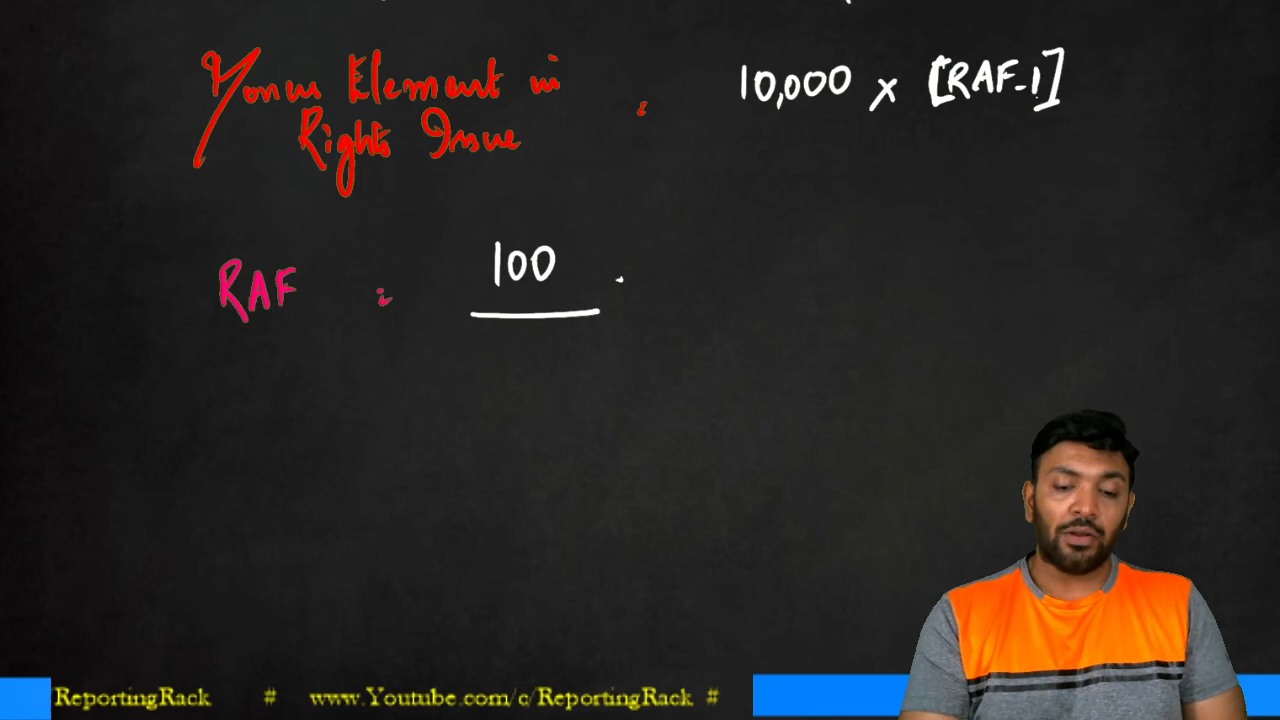 Bonus Element in : 10,000 × [RAF-1]
Rights Issue
RAF : 100
ReportingRack # www.Youtube.com/c/ReportingRack #